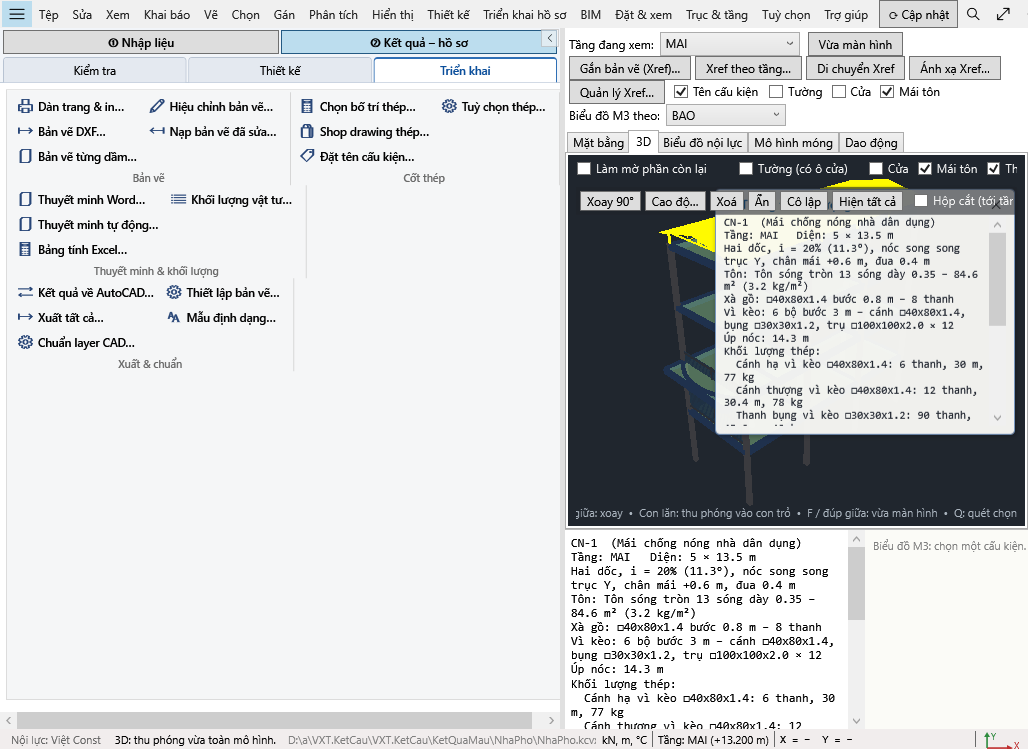 Tệp Sửa Xem Khai báo Vẽ Chọn Gán Phân tích Hiển thị Thiết kế Triển khai hồ sơ BIM Đặt & xem Trục & tầng Tuỳ chọn Trợ giúp Cập nhật
① Nhập liệu
② Kết quả – hồ sơ
Kiểm tra
Thiết kế
Triển khai
Dàn trang & in...
Hiệu chỉnh bản vẽ...
Bản vẽ DXF...
Nạp bản vẽ đã sửa...
Bản vẽ từng dầm...
Bản vẽ
Chọn bố trí thép...
Tuỳ chọn thép...
Shop drawing thép...
Đặt tên cấu kiện...
Cốt thép
Thuyết minh Word...
Khối lượng vật tư...
Thuyết minh tự động...
Bảng tính Excel...
Thuyết minh & khối lượng
Kết quả về AutoCAD...
Thiết lập bản vẽ...
Xuất tất cả...
Mẫu định dạng...
Chuẩn layer CAD...
Xuất & chuẩn
Tầng đang xem: MAI Vừa màn hình
Gắn bản vẽ (Xref)... Xref theo tầng... Di chuyển Xref Ánh xạ Xref...
Quản lý Xref... Tên cấu kiện Tường Cửa Mái tôn
Biểu đồ M3 theo: BAO
Mặt bằng 3D Biểu đồ nội lực Mô hình móng Dao động
Làm mờ phần còn lại Tường (có ô cửa) Cửa Mái tôn
Xoay 90° Cao độ... Xoá Ẩn Cô lập Hiện tất cả Hộp cắt (tới tần
CN-1 (Mái chống nóng nhà dân dụng)
Tầng: MAI Diện: 5 × 13.5 m
Hai dốc, i = 20% (11.3°), nóc song song
trục Y, chân mái +0.6 m, đua 0.4 m
Tôn: Tôn sóng tròn 13 sóng dày 0.35 – 84.6
m² (3.2 kg/m²)
Xà gồ: □40x80x1.4 bước 0.8 m – 8 thanh
Vì kèo: 6 bộ bước 3 m – cánh □40x80x1.4,
bụng □30x30x1.2, trụ □100x100x2.0 × 12
Úp nóc: 14.3 m
Khối lượng thép:
Cánh hạ vì kèo □40x80x1.4: 6 thanh, 30 m,
77 kg
Cánh thượng vì kèo □40x80x1.4: 12 thanh,
30.4 m, 78 kg
Thanh bụng vì kèo □30x30x1.2: 90 thanh,
giữa: xoay • Con lăn: thu phóng vào con trỏ • F / đúp giữa: vừa màn hình • Q: quét chọn
CN-1 (Mái chống nóng nhà dân dụng)
Tầng: MAI Diện: 5 × 13.5 m
Hai dốc, i = 20% (11.3°), nóc song song
trục Y, chân mái +0.6 m, đua 0.4 m
Tôn: Tôn sóng tròn 13 sóng dày 0.35 –
84.6 m² (3.2 kg/m²)
Xà gồ: □40x80x1.4 bước 0.8 m – 8 thanh
Vì kèo: 6 bộ bước 3 m – cánh □40x80x1.4,
bụng □30x30x1.2, trụ □100x100x2.0 × 12
Úp nóc: 14.3 m
Khối lượng thép:
Cánh hạ vì kèo □40x80x1.4: 6 thanh, 30
m, 77 kg
Cánh thượng vì kèo □40x80x1.4: 12
Biểu đồ M3: chọn một cấu kiện.
Nội lực: Việt Const 3D: thu phóng vừa toàn mô hình. D:\a\VXT.KetCau\VXT.KetCau\KetQuaMau\NhaPho\NhaPho.kcv: kN, m, °C Tầng: MAI (+13.200 m) X = – Y = – Y X